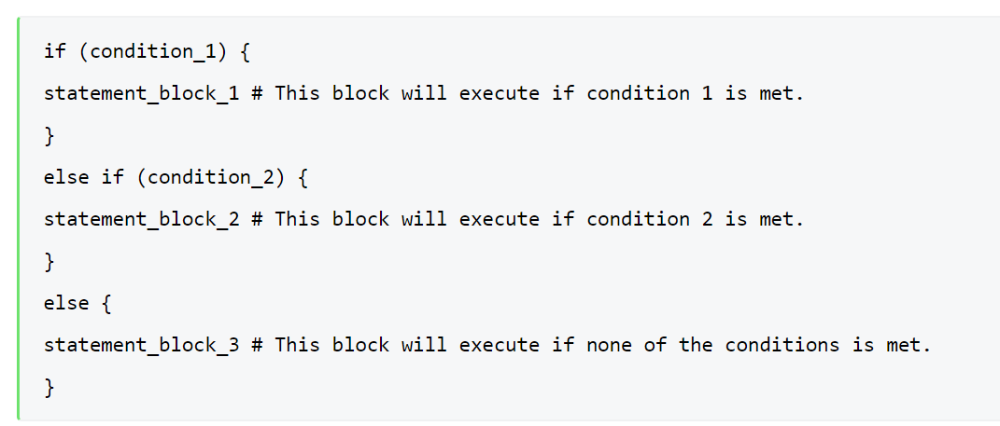 if (condition_1) {
statement_block_1 # This block will execute if condition 1 is met.
}
else if (condition_2) {
statement_block_2 # This block will execute if condition 2 is met.
}
else {
statement_block_3 # This block will execute if none of the conditions is met.
}